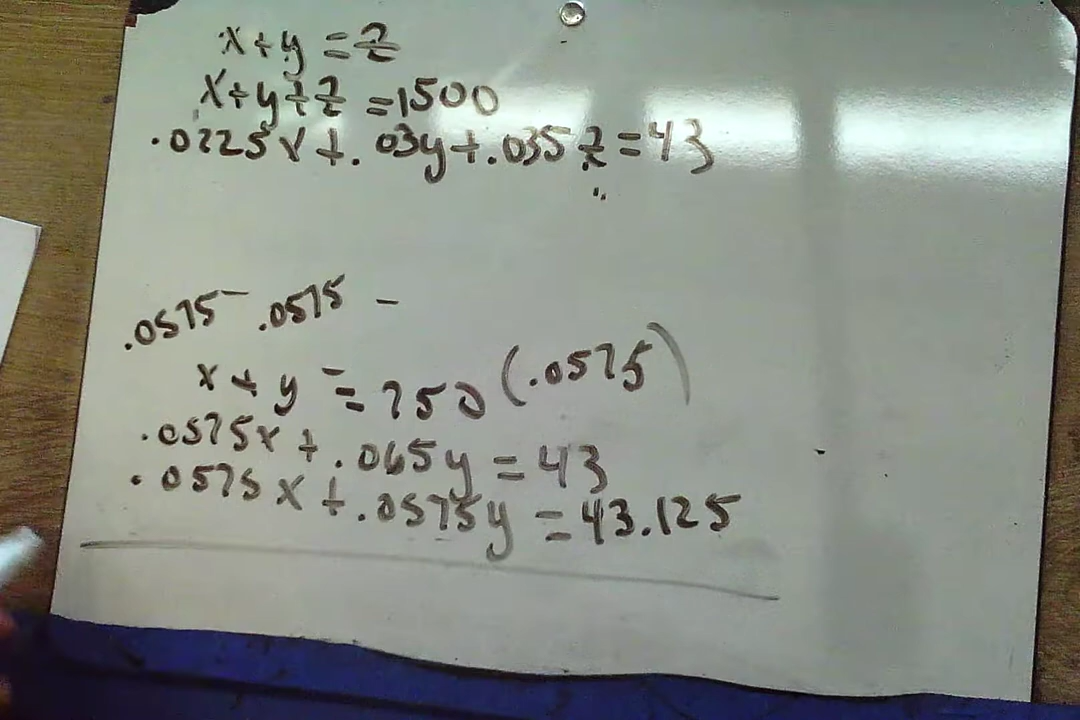 x+y=z
x+y+z=1500
.0225x+.03y+.035z=43
.0575 .0575 -
x+y=750(.0575)
.0575x+.065y=43
.0575x+.0575y=43.125